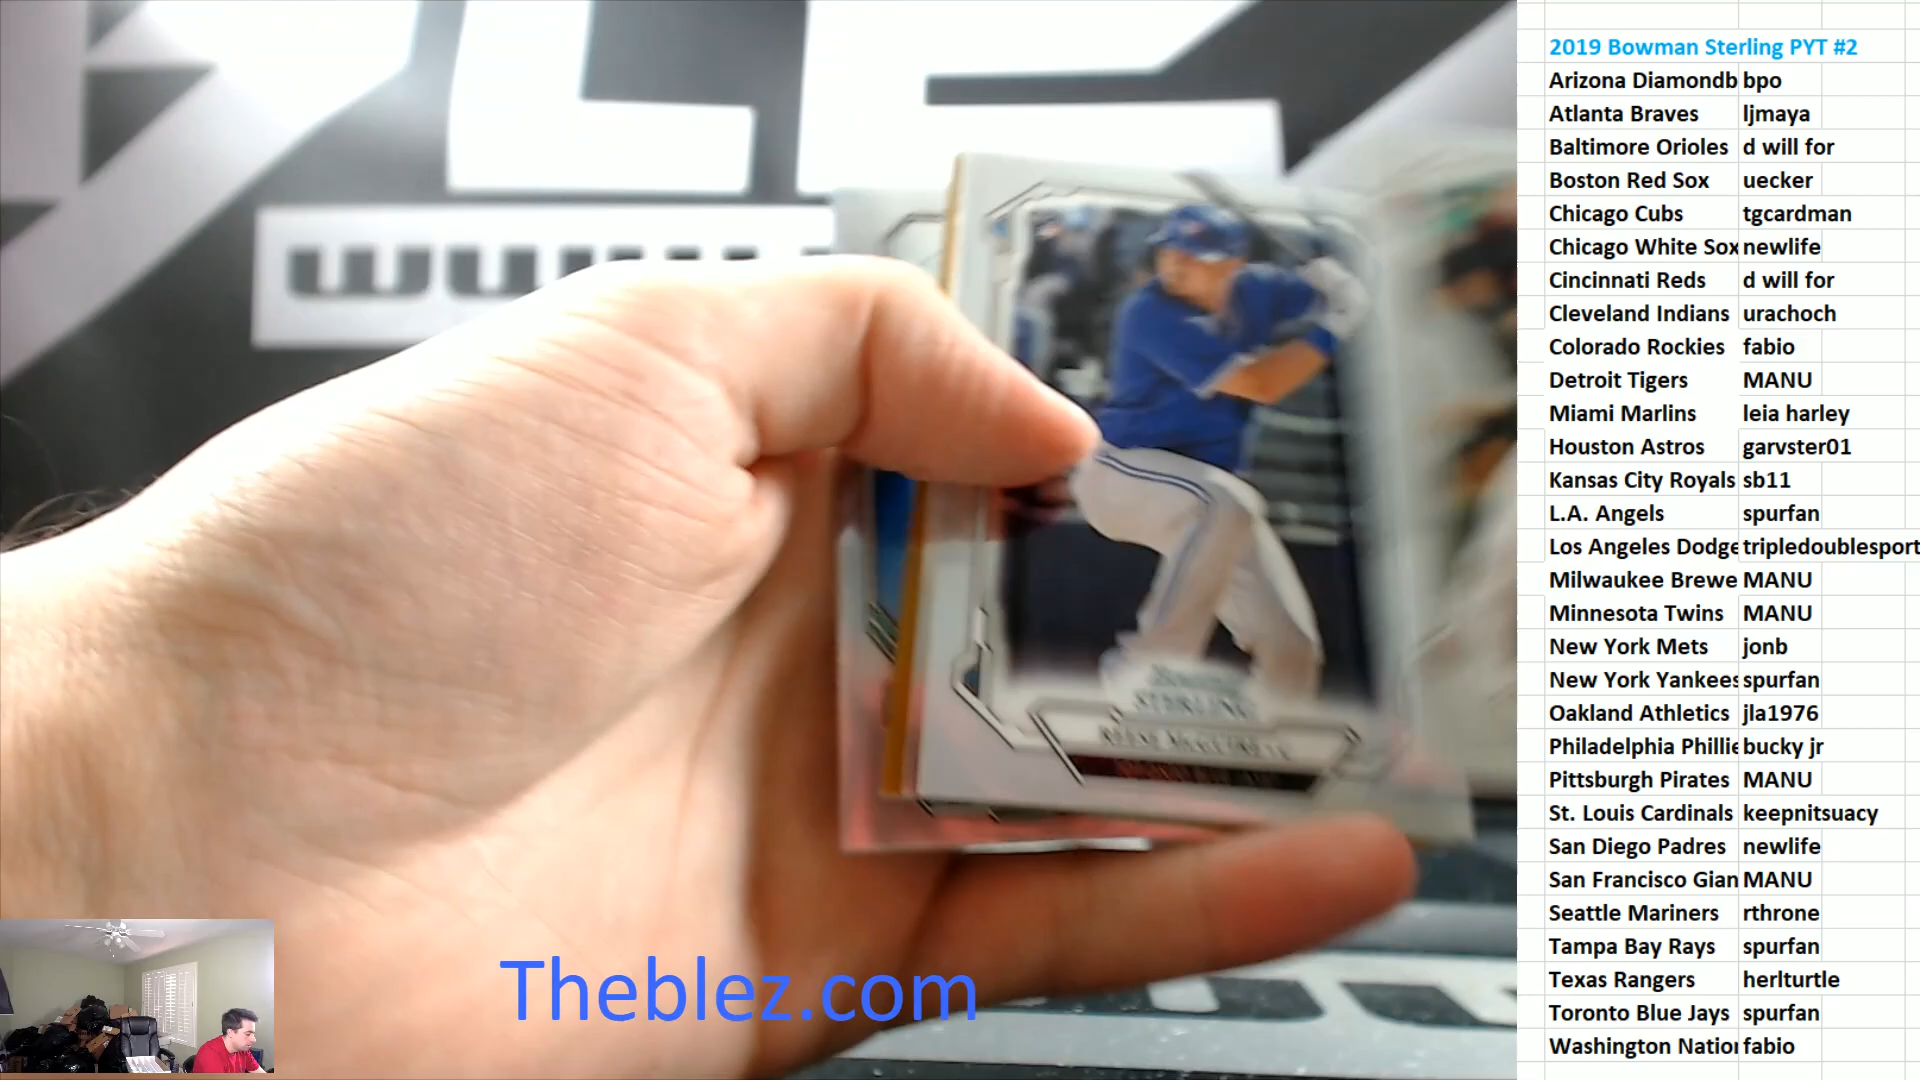 2019 Bowman Sterling PYT #2
Arizona Diamondb bpo
Atlanta Braves ljmaya
Baltimore Orioles d will for
Boston Red Sox uecker
Chicago Cubs tgcardman
Chicago White Sox newlife
Cincinnati Reds d will for
Cleveland Indians urachoch
Colorado Rockies fabio
Detroit Tigers MANU
Miami Marlins leia harley
Houston Astros garvster01
Kansas City Royals sb11
L.A. Angels spurfan
Los Angeles Dodge tripledoublesport
Milwaukee Brewe MANU
Minnesota Twins MANU
New York Mets jonb
New York Yankees spurfan
Oakland Athletics jla1976
Philadelphia Phillie bucky jr
Pittsburgh Pirates MANU
St. Louis Cardinals keepnitsuacy
San Diego Padres newlife
San Francisco Gian MANU
Seattle Mariners rthrone
Tampa Bay Rays spurfan
Texas Rangers herlturtle
Toronto Blue Jays spurfan
Washington Nation fabio
STERLING
REESE McGUIRE
Theblez.com